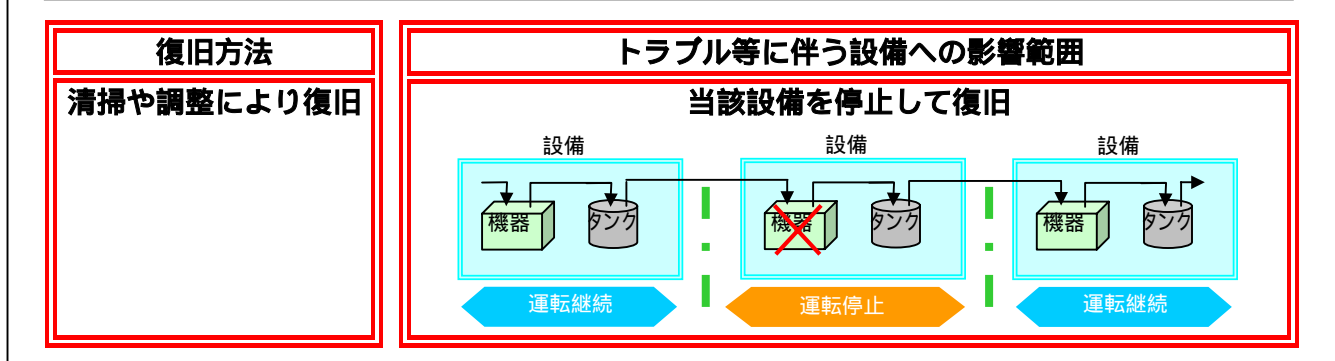 復旧方法
トラブル等に伴う設備への影響範囲
清掃や調整により復旧
当該設備を停止して復旧
設備
設備
設備
機器
タンク
機器
タンク
機器
タンク
運転継続
運転停止
運転継続